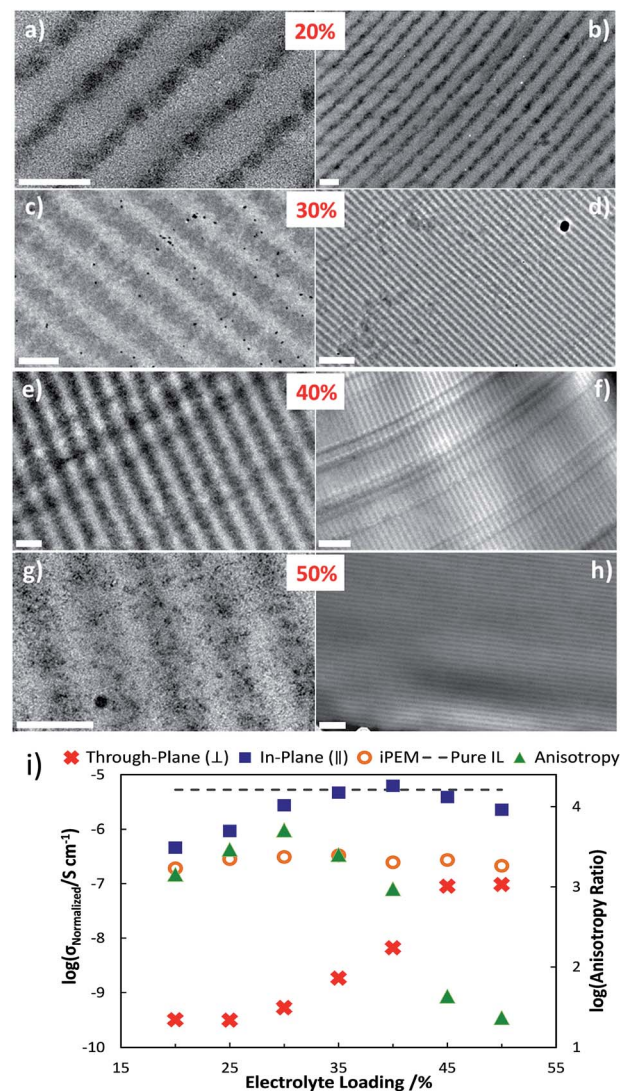 a) 20% b)
c) 30% d)
e) 40% f)
g) 50% h)
i) Through-Plane (⊥) In-Plane (||) iPEM Pure IL Anisotropy
-5
-6
-7
-8
-9
-10
log(σNormalized/S cm⁻¹)
4
3
2
1
log(Anisotropy Ratio)
15 25 35 45 55
Electrolyte Loading /%